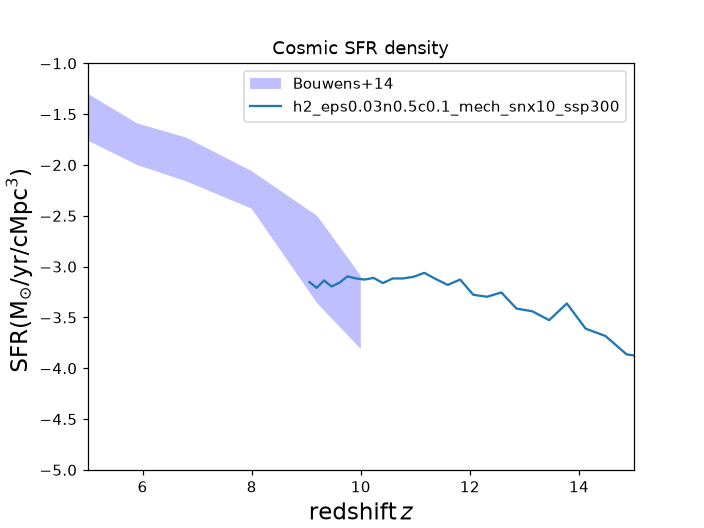 Cosmic SFR density
Bouwens+14
h2_eps0.03n0.5c0.1_mech_snx10_ssp300
−1.0
−1.5
−2.0
−2.5
−3.0
−3.5
−4.0
−4.5
−5.0
SFR(M⊙/yr/cMpc³)
6 8 10 12 14
redshift z